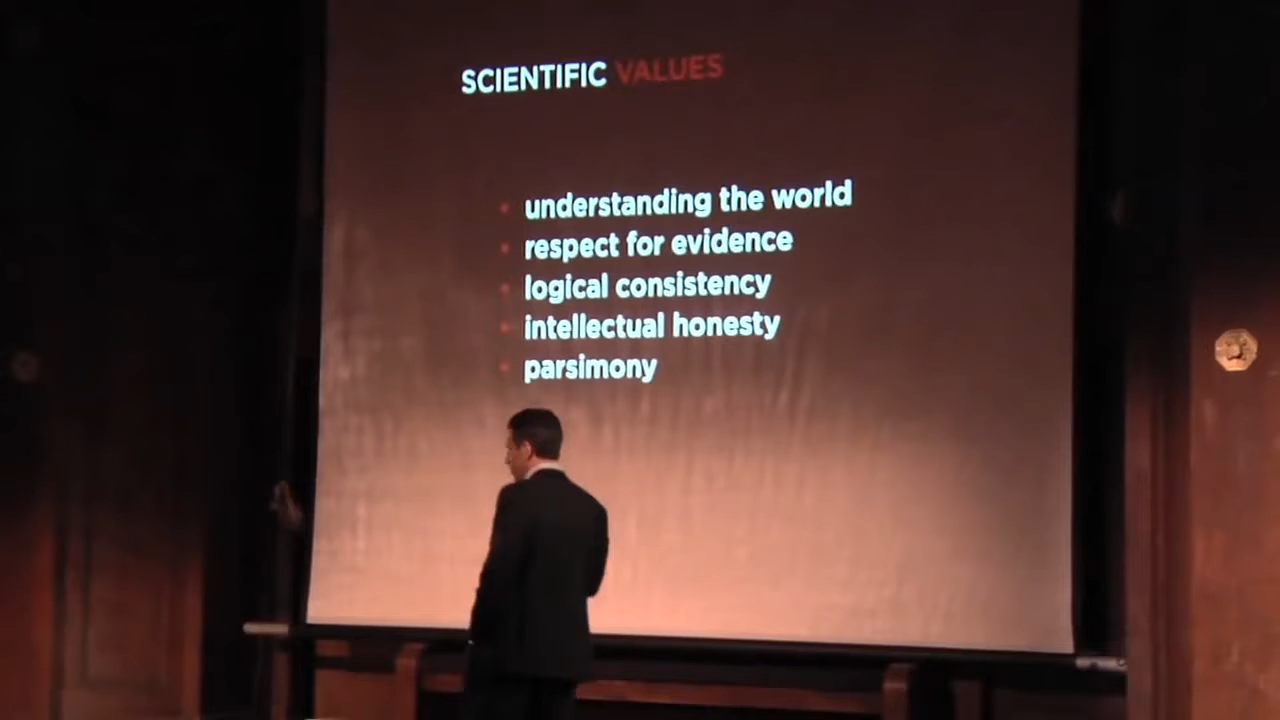 SCIENTIFIC VALUES
understanding the world
respect for evidence
logical consistency
intellectual honesty
parsimony